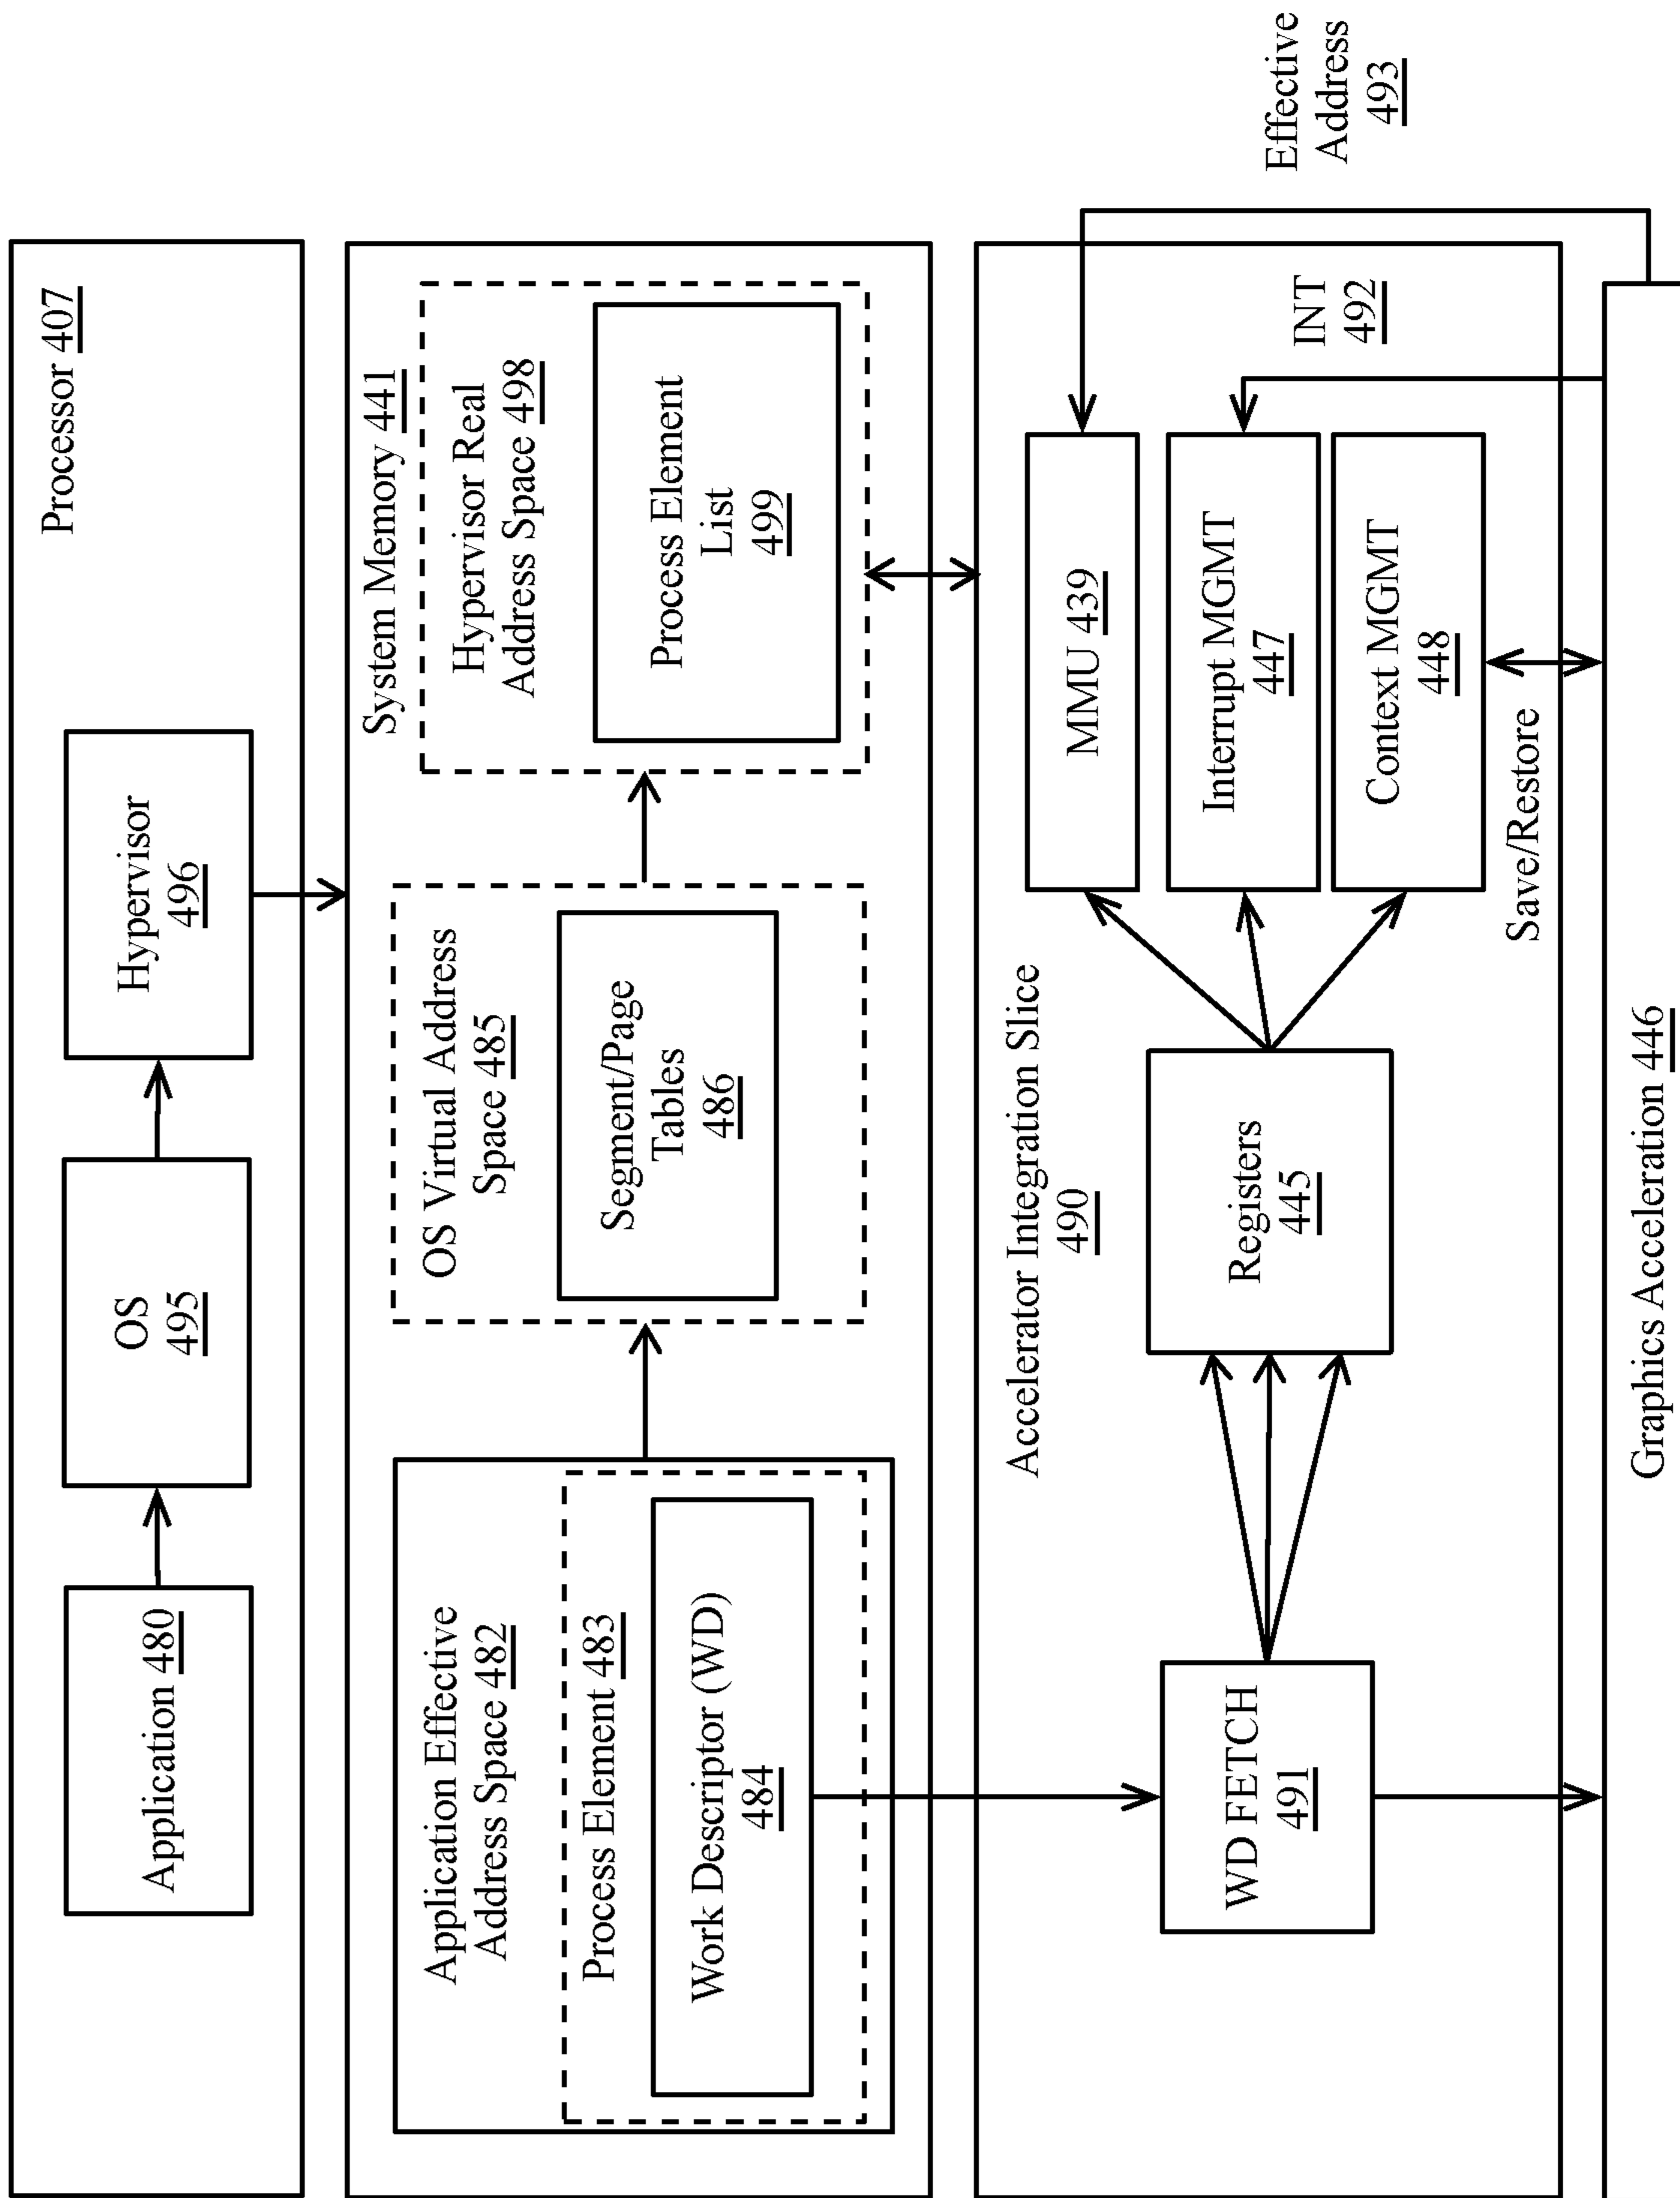 Processor 407
Application 480
OS
495
Hypervisor
496
System Memory 441
Application Effective
Address Space 482
Process Element 483
Work Descriptor (WD)
484
OS Virtual Address
Space 485
Segment/Page
Tables
486
Hypervisor Real
Address Space 498
Process Element
List
499
Accelerator Integration Slice
490
WD FETCH
491
Registers
445
MMU 439
Interrupt MGMT
447
Context MGMT
448
INT
492
Save/Restore
Effective
Address
493
Graphics Acceleration 446